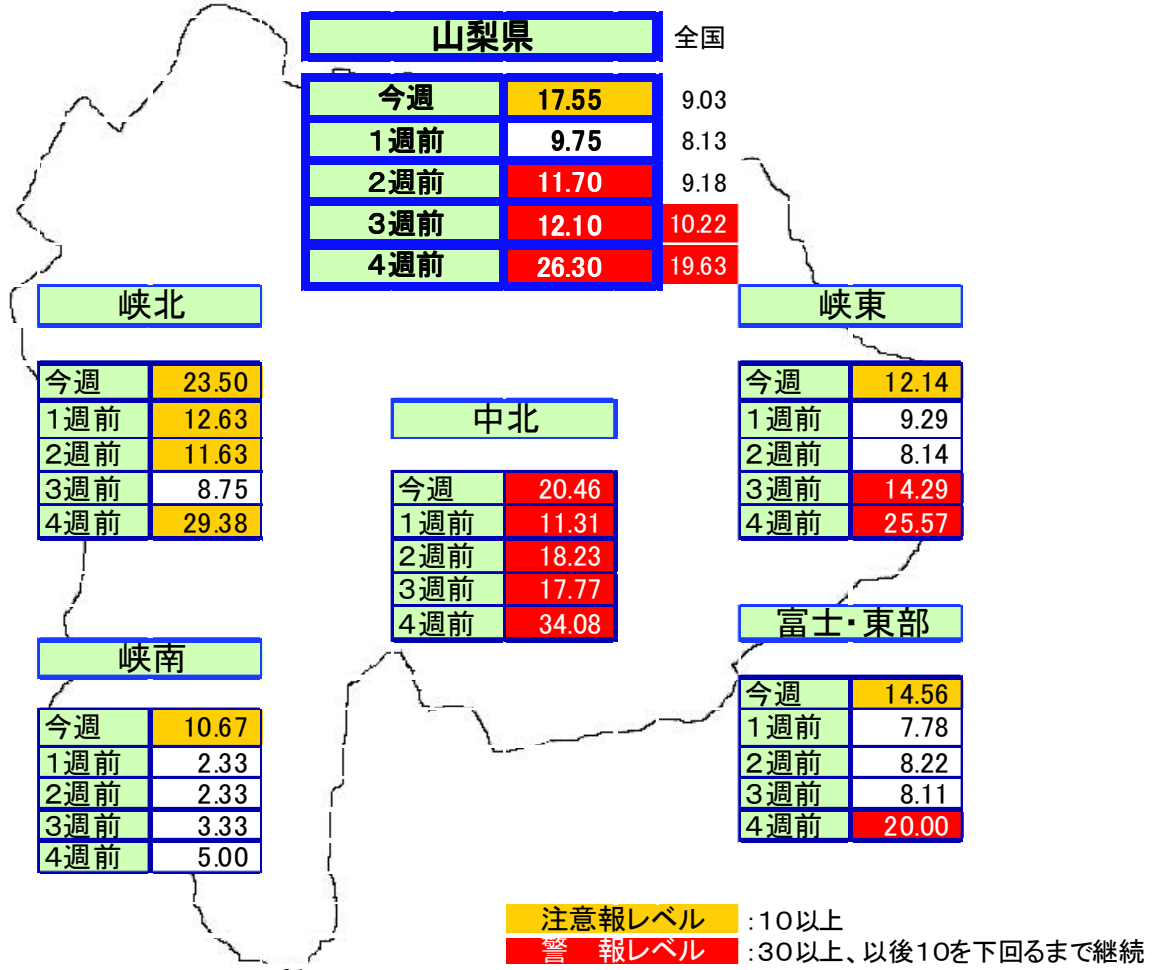 山梨県 全国
今週 17.55 9.03
1週前 9.75 8.13
2週前 11.70 9.18
3週前 12.10 10.22
4週前 26.30 19.63
峡北
今週 23.50
1週前 12.63
2週前 11.63
3週前 8.75
4週前 29.38
峡東
今週 12.14
1週前 9.29
2週前 8.14
3週前 14.29
4週前 25.57
中北
今週 20.46
1週前 11.31
2週前 18.23
3週前 17.77
4週前 34.08
峡南
今週 10.67
1週前 2.33
2週前 2.33
3週前 3.33
4週前 5.00
富士・東部
今週 14.56
1週前 7.78
2週前 8.22
3週前 8.11
4週前 20.00
注意報レベル :10以上
警 報レベル :30以上、以後10を下回るまで継続